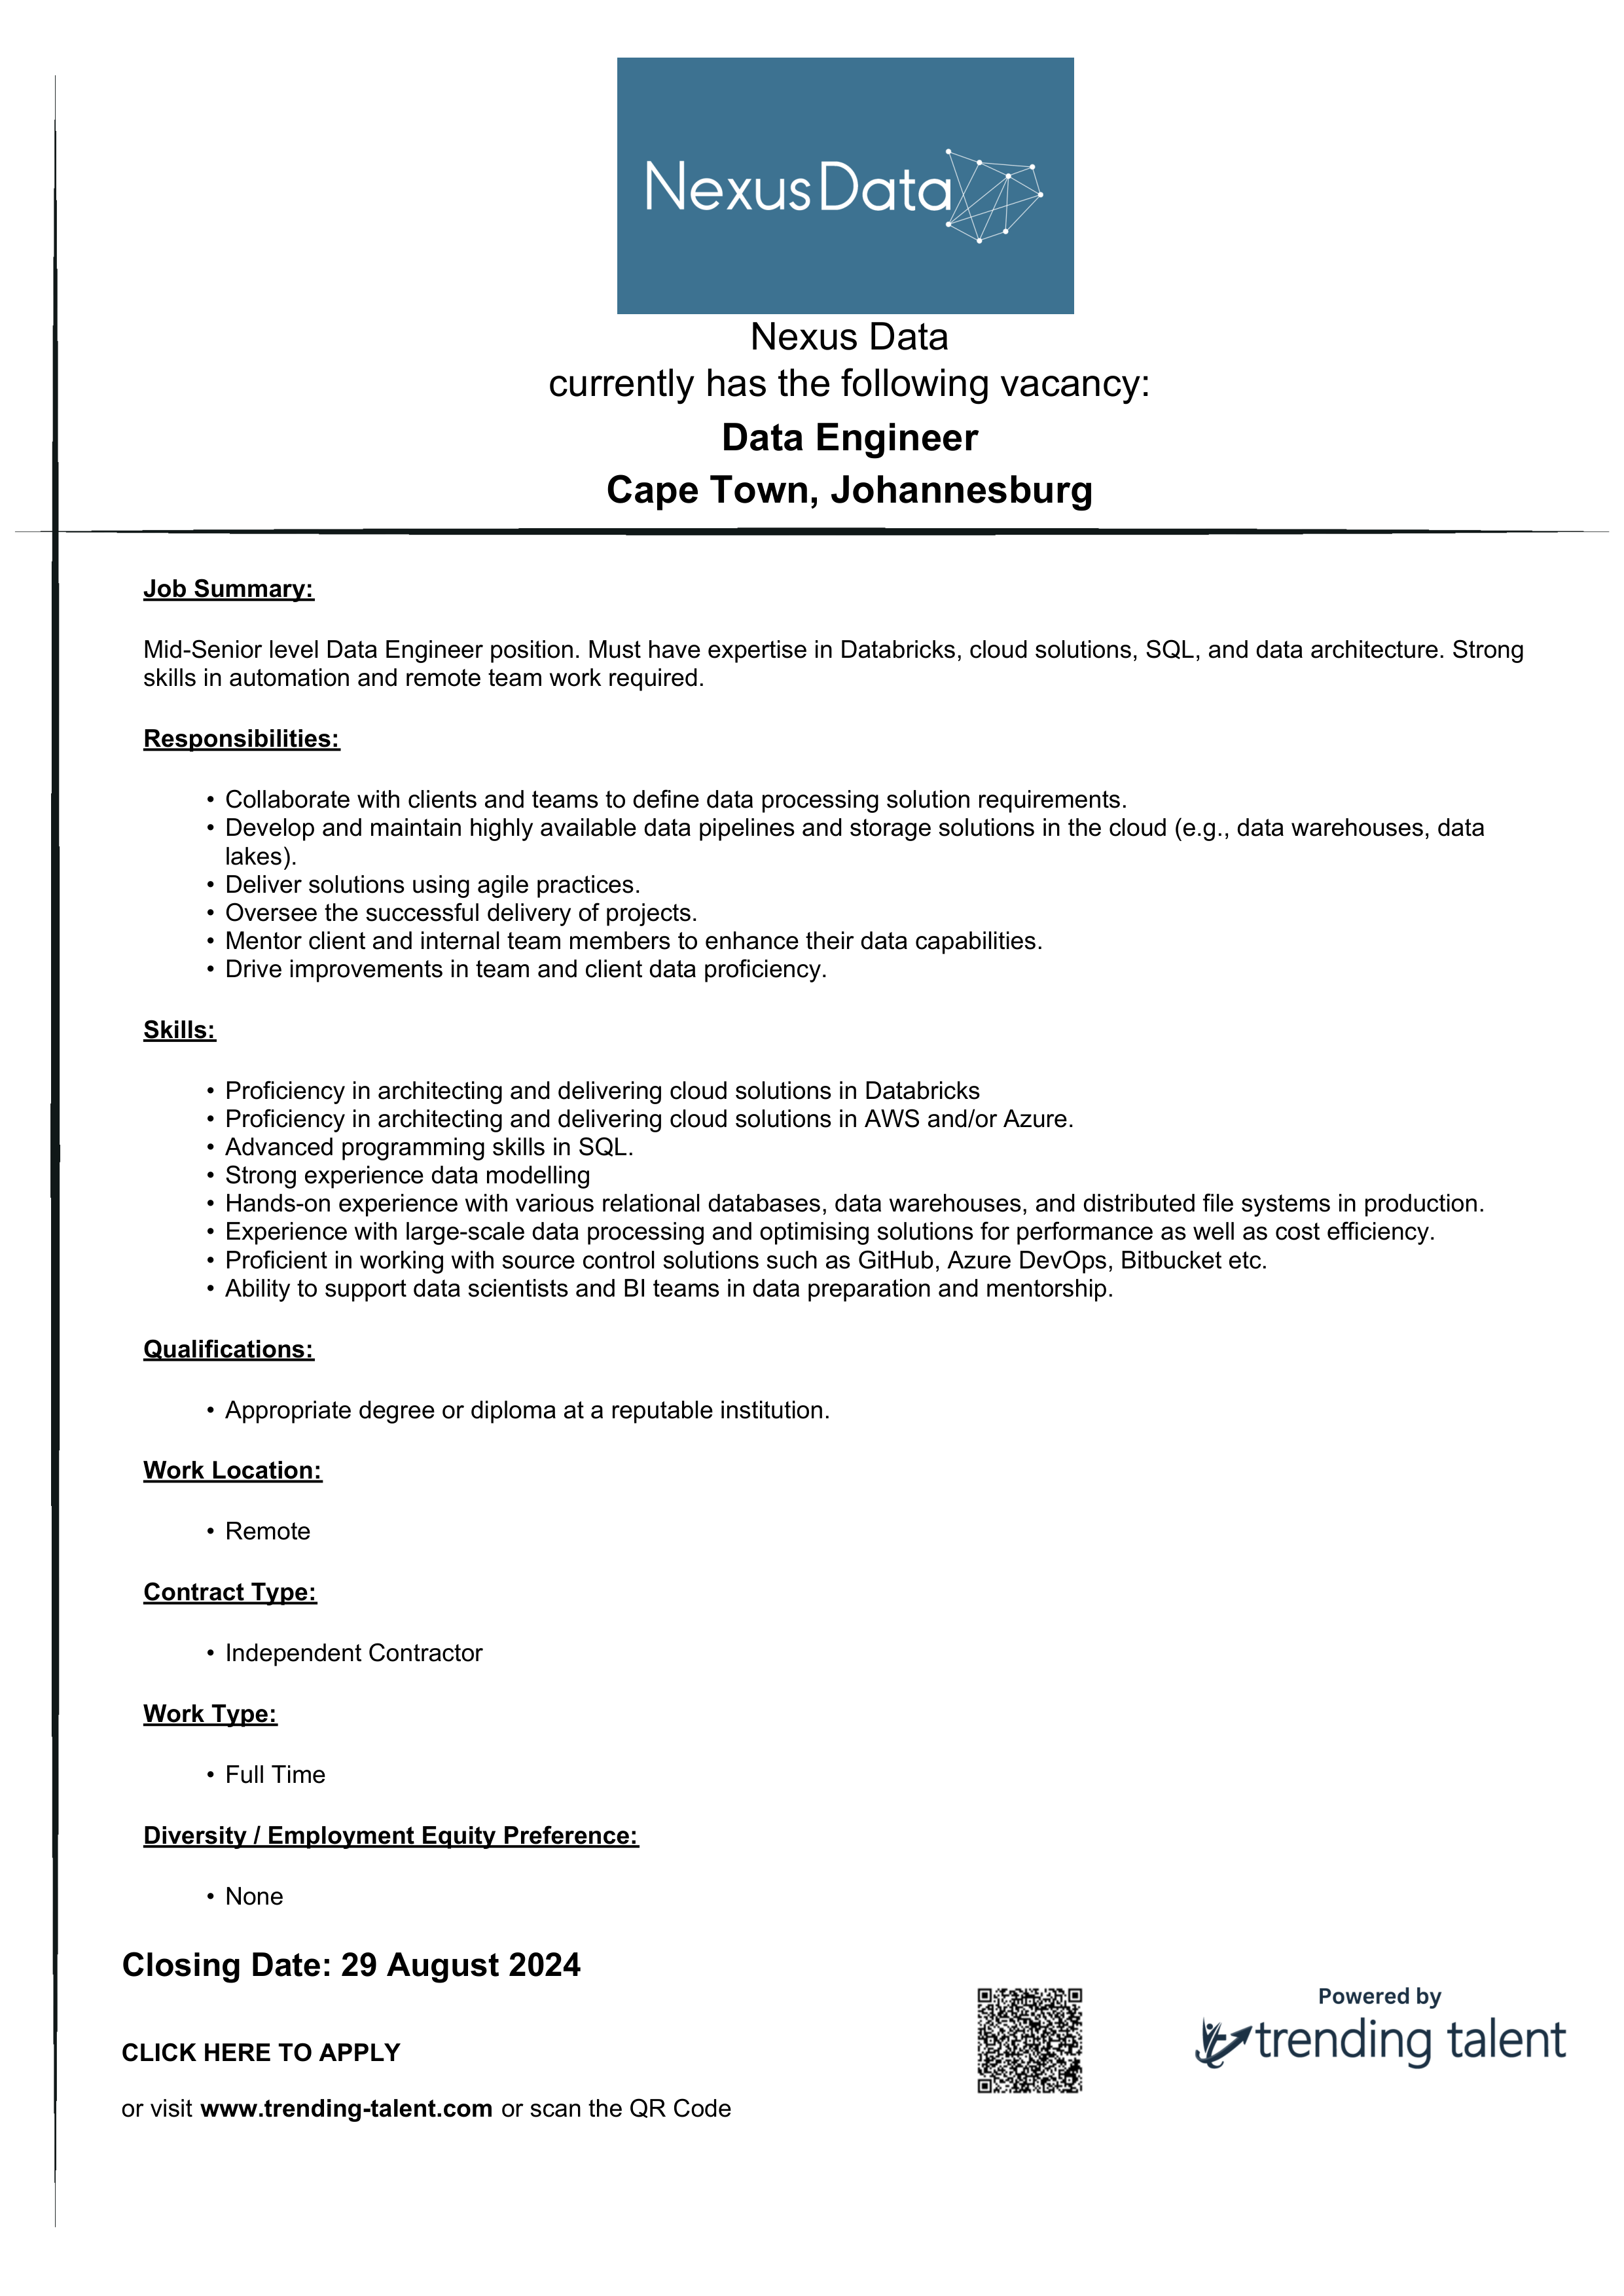 NexusData
Nexus Data
currently has the following vacancy:
Data Engineer
Cape Town, Johannesburg
Job Summary:
Mid-Senior level Data Engineer position. Must have expertise in Databricks, cloud solutions, SQL, and data architecture. Strong
skills in automation and remote team work required.
Responsibilities:
• Collaborate with clients and teams to define data processing solution requirements.
• Develop and maintain highly available data pipelines and storage solutions in the cloud (e.g., data warehouses, data
lakes).
• Deliver solutions using agile practices.
• Oversee the successful delivery of projects.
• Mentor client and internal team members to enhance their data capabilities.
• Drive improvements in team and client data proficiency.
Skills:
• Proficiency in architecting and delivering cloud solutions in Databricks
• Proficiency in architecting and delivering cloud solutions in AWS and/or Azure.
• Advanced programming skills in SQL.
• Strong experience data modelling
• Hands-on experience with various relational databases, data warehouses, and distributed file systems in production.
• Experience with large-scale data processing and optimising solutions for performance as well as cost efficiency.
• Proficient in working with source control solutions such as GitHub, Azure DevOps, Bitbucket etc.
• Ability to support data scientists and BI teams in data preparation and mentorship.
Qualifications:
• Appropriate degree or diploma at a reputable institution.
Work Location:
• Remote
Contract Type:
• Independent Contractor
Work Type:
• Full Time
Diversity / Employment Equity Preference:
• None
Closing Date: 29 August 2024
CLICK HERE TO APPLY
or visit www.trending-talent.com or scan the QR Code
Powered by
trending talent